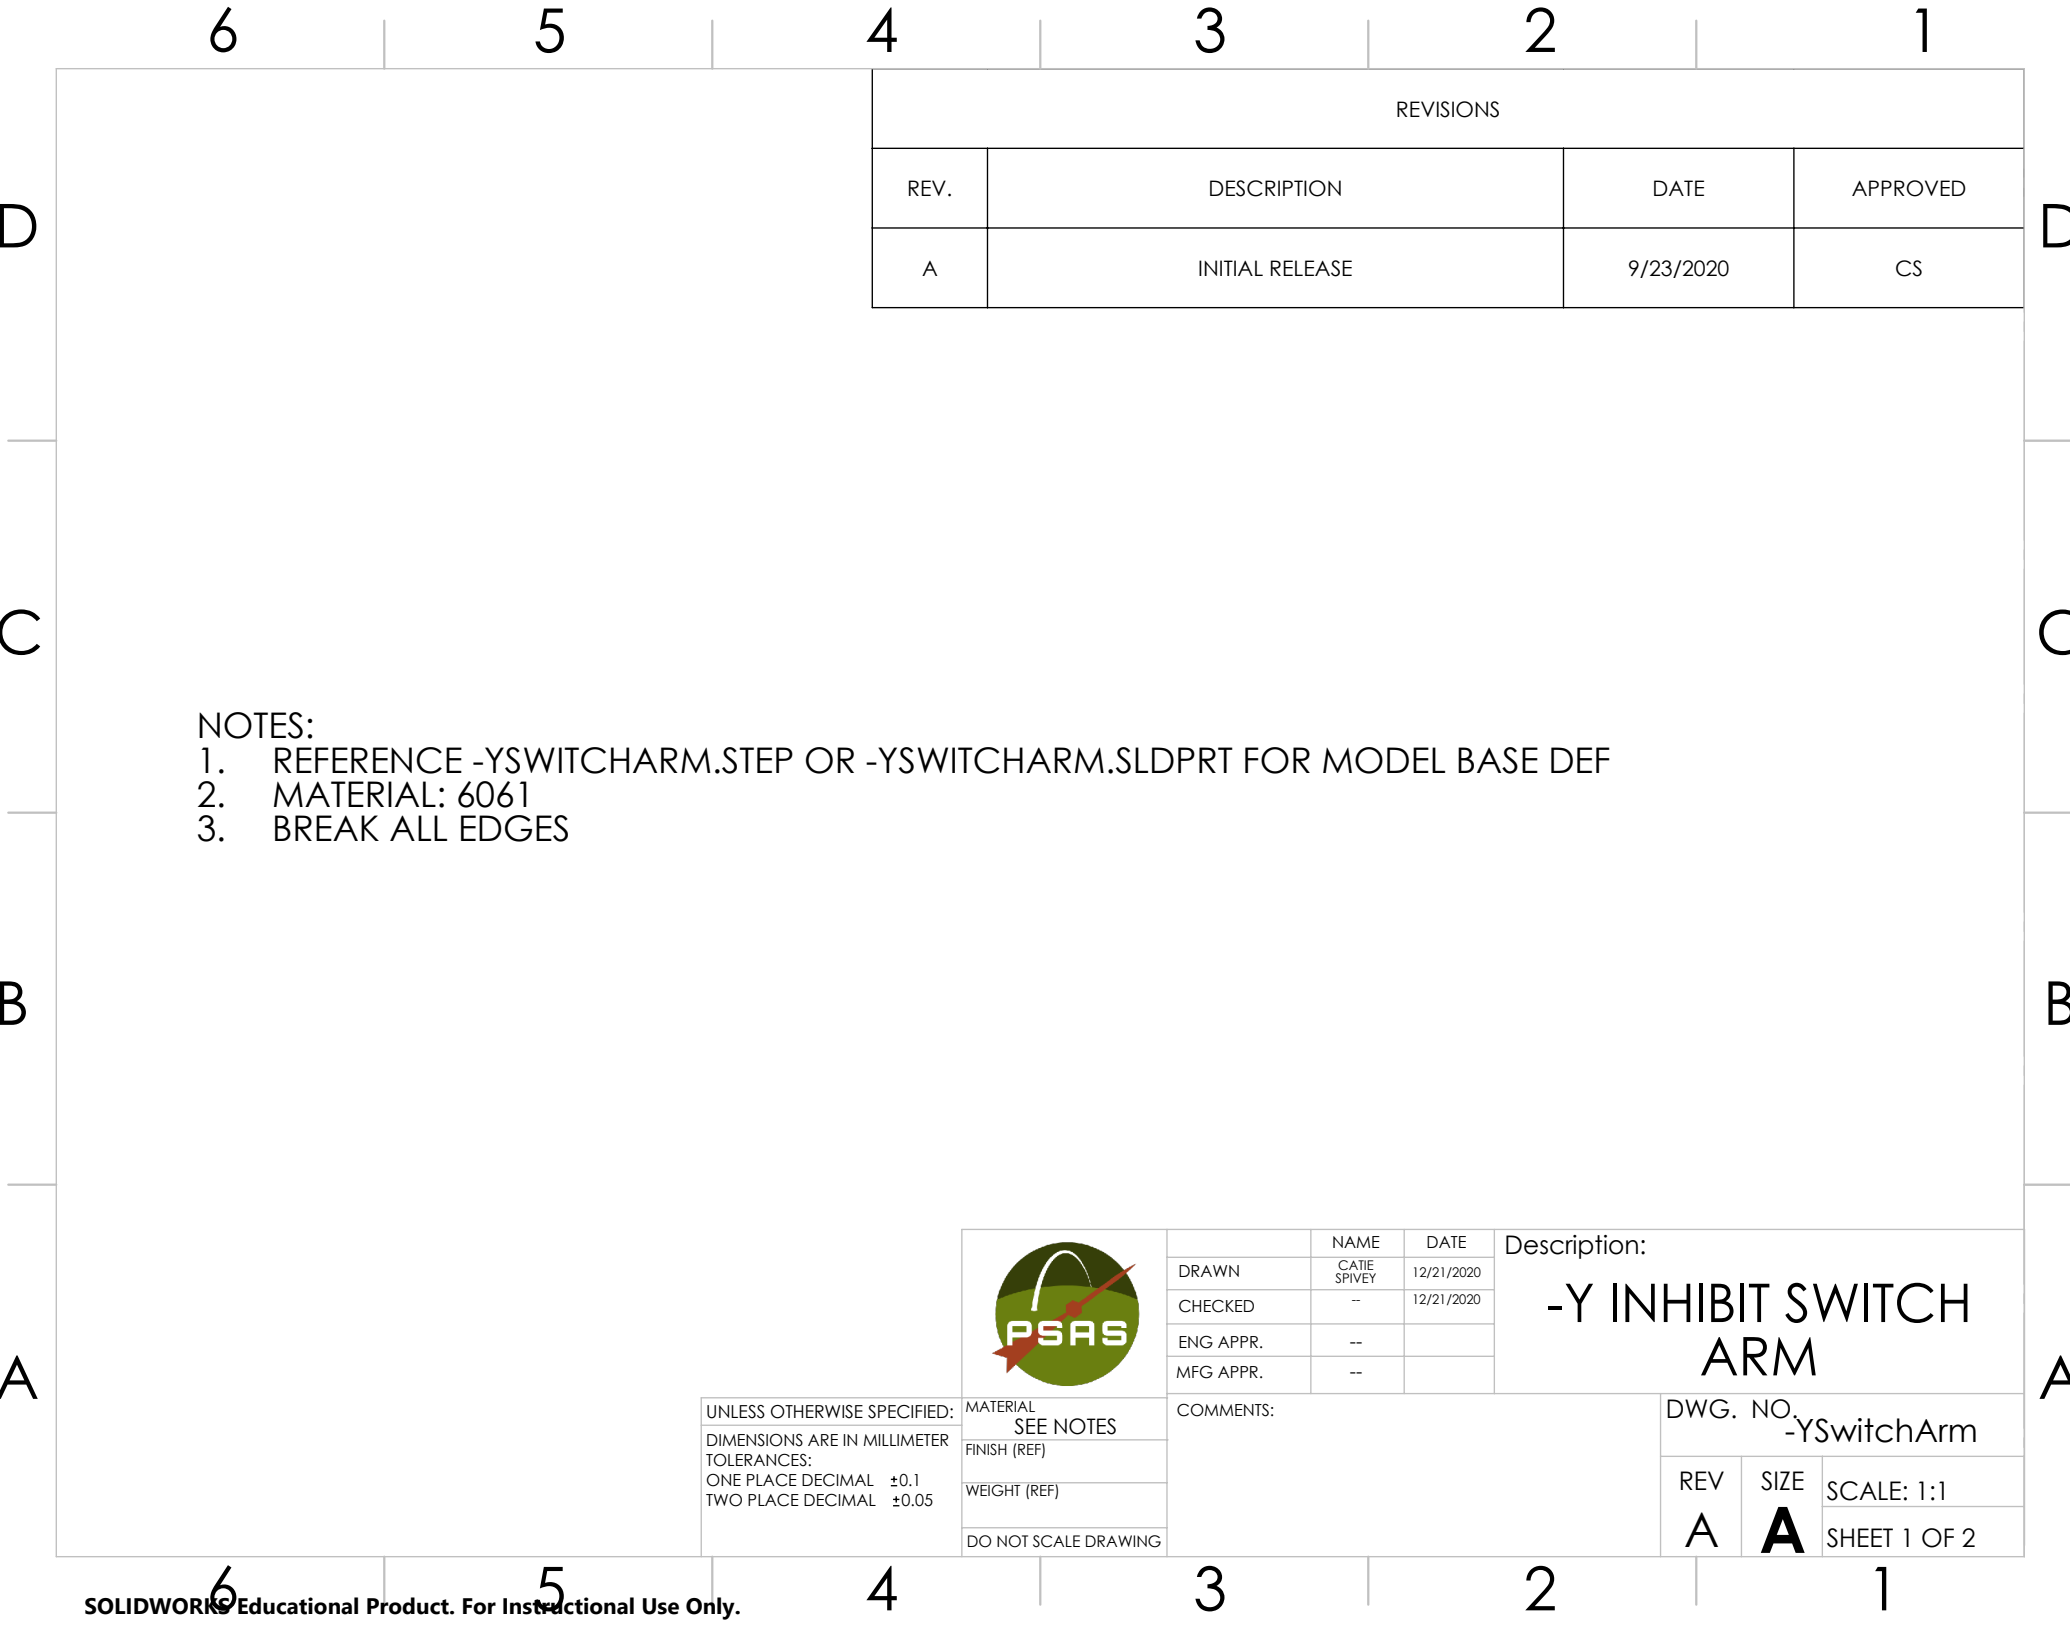 6 5 4 3 2 1
REVISIONS
REV. DESCRIPTION DATE APPROVED
A INITIAL RELEASE 9/23/2020 CS
D D
C C
NOTES:
1. REFERENCE -YSWITCHARM.STEP OR -YSWITCHARM.SLDPRT FOR MODEL BASE DEF
2. MATERIAL: 6061
3. BREAK ALL EDGES
B B
A A
PSAS
NAME DATE
DRAWN CATIE SPIVEY 12/21/2020
CHECKED -- 12/21/2020
ENG APPR. --
MFG APPR. --
Description:
-Y INHIBIT SWITCH
ARM
UNLESS OTHERWISE SPECIFIED:
DIMENSIONS ARE IN MILLIMETER
TOLERANCES:
ONE PLACE DECIMAL ±0.1
TWO PLACE DECIMAL ±0.05
MATERIAL
SEE NOTES
FINISH (REF)
WEIGHT (REF)
DO NOT SCALE DRAWING
COMMENTS:
DWG. NO.
-YSwitchArm
REV SIZE
A A
SCALE: 1:1
SHEET 1 OF 2
6 5 4 3 2 1
SOLIDWORKS Educational Product. For Instructional Use Only.